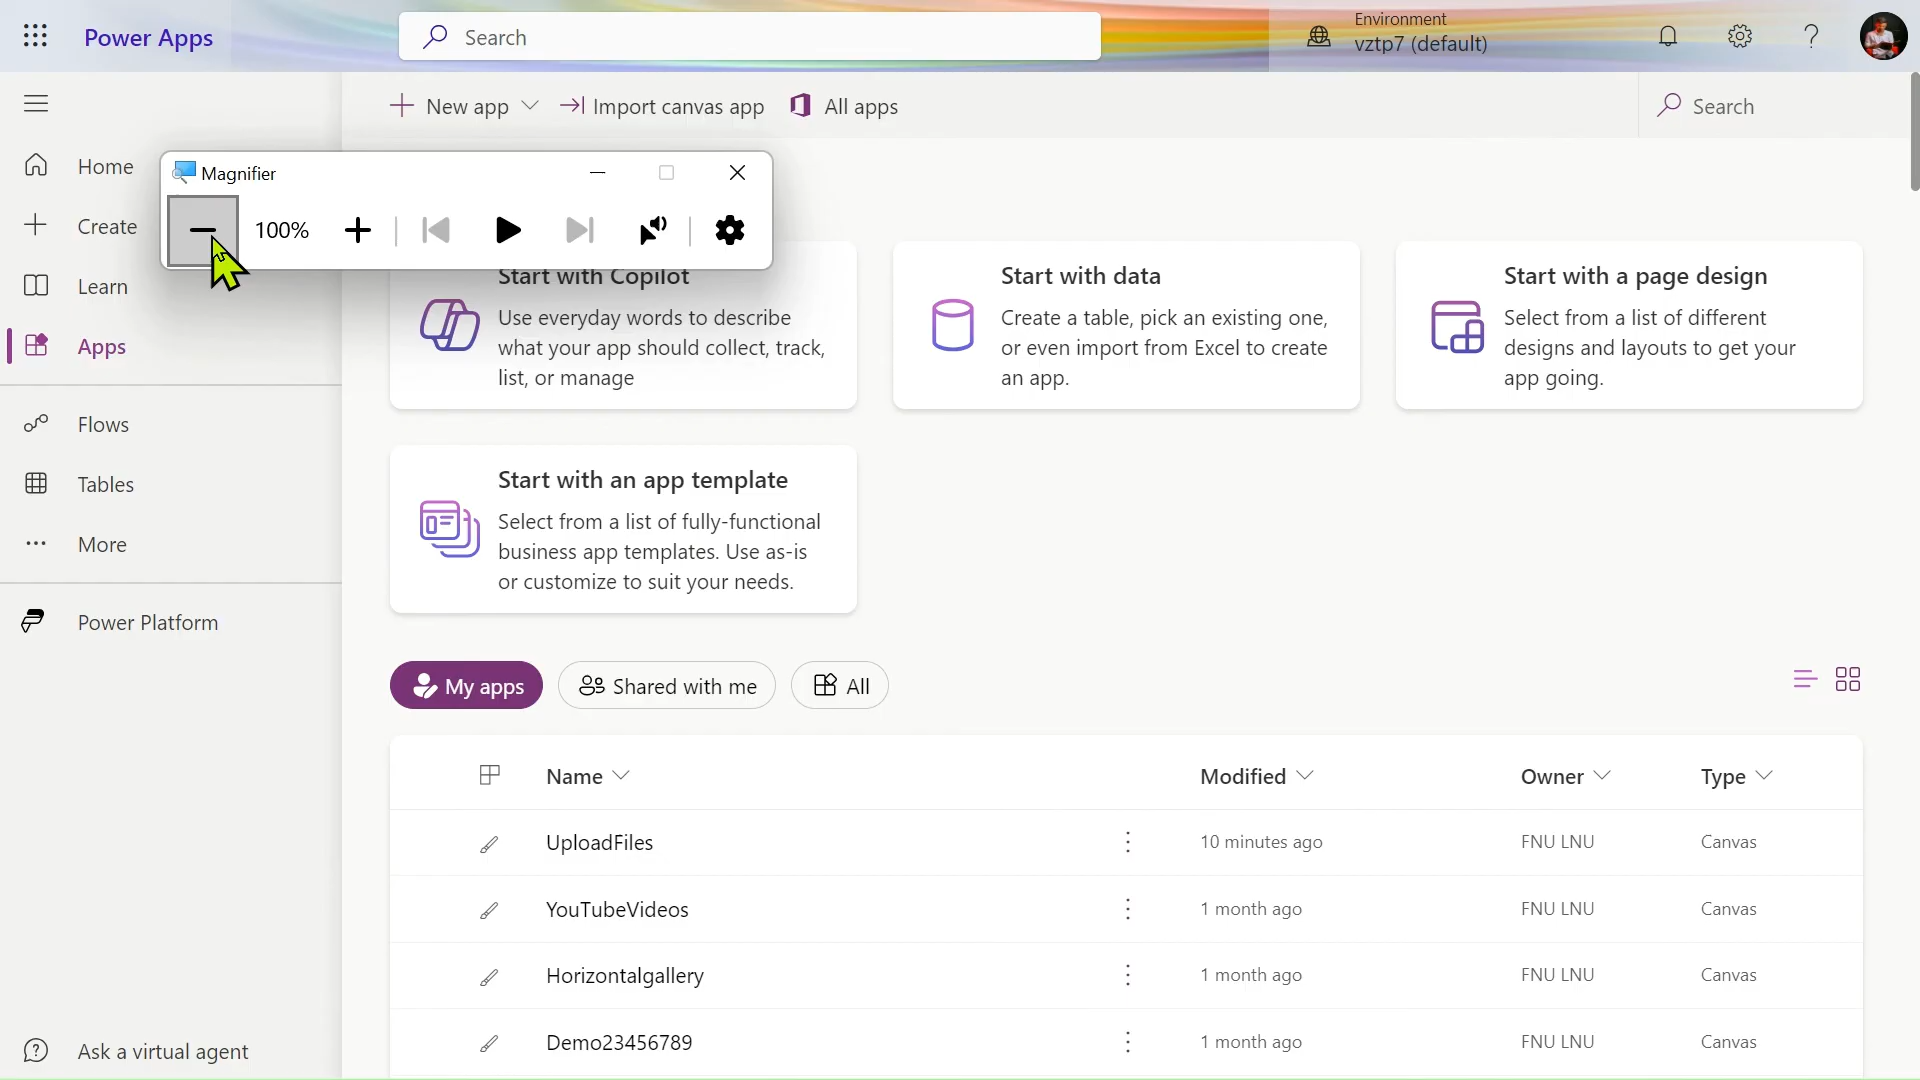 Power Apps
Search
Environment
vztp7 (default)
New app
Import canvas app
All apps
Search
Home
Create
Learn
Apps
Flows
Tables
More
Power Platform
Ask a virtual agent
Magnifier
100%
Start with Copilot
Use everyday words to describe
what your app should collect, track,
list, or manage
Start with data
Create a table, pick an existing one,
or even import from Excel to create
an app.
Start with a page design
Select from a list of different
designs and layouts to get your
app going.
Start with an app template
Select from a list of fully-functional
business app templates. Use as-is
or customize to suit your needs.
My apps
Shared with me
All
Name Modified Owner Type
UploadFiles 10 minutes ago FNU LNU Canvas
YouTubeVideos 1 month ago FNU LNU Canvas
Horizontalgallery 1 month ago FNU LNU Canvas
Demo23456789 1 month ago FNU LNU Canvas